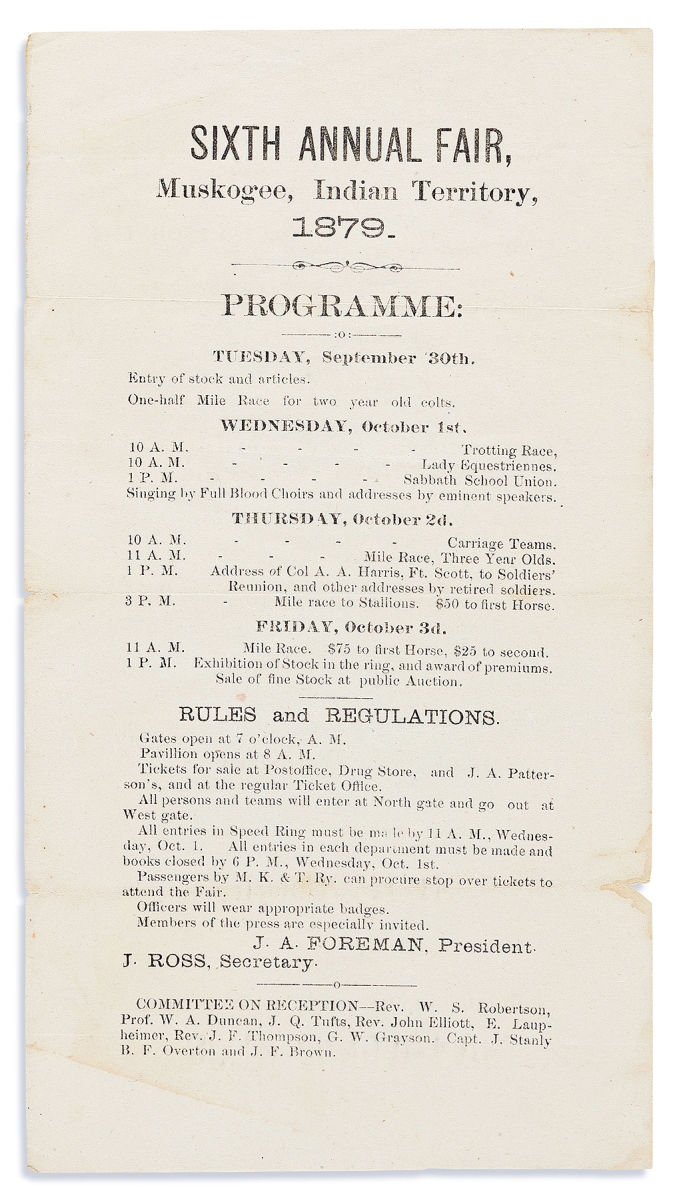 SIXTH ANNUAL FAIR,
Muskogee, Indian Territory,
1879.
PROGRAMME:
:o:
TUESDAY, September 30th.
Entry of stock and articles.
One-half Mile Race for two year old colts.
WEDNESDAY, October 1st.
10 A. M. - - - - Trotting Race,
10 A. M. - - - - Lady Equestriennes.
1 P. M. - - - - Sabbath School Union.
Singing by Full Blood Choirs and addresses by eminent speakers.
THURSDAY, October 2d.
10 A. M. - - - - Carriage Teams.
11 A. M. - - - Mile Race, Three Year Olds.
1 P. M. Address of Col A. A. Harris, Ft. Scott, to Soldiers'
Reunion, and other addresses by retired soldiers.
3 P. M. - Mile race to Stallions. $50 to first Horse.
FRIDAY, October 3d.
11 A. M. Mile Race. $75 to first Horse, $25 to second.
1 P. M. Exhibition of Stock in the ring, and award of premiums.
Sale of fine Stock at public Auction.
RULES and REGULATIONS.
Gates open at 7 o'clock, A. M.
Pavillion opens at 8 A. M.
Tickets for sale at Postoffice, Drug Store, and J. A. Patter-
son's, and at the regular Ticket Office.
All persons and teams will enter at North gate and go out at
West gate.
All entries in Speed Ring must be made by 11 A. M., Wednes-
day, Oct. 1. All entries in each department must be made and
books closed by 6 P. M., Wednesday, Oct. 1st.
Passengers by M. K. & T. Ry. can procure stop over tickets to
attend the Fair.
Officers will wear appropriate badges.
Members of the press are especially invited.
J. A. FOREMAN, President.
J. ROSS, Secretary.
o
COMMITTEE ON RECEPTION—Rev. W. S. Robertson,
Prof. W. A. Duncan, J. Q. Tufts, Rev. John Elliott, E. Laup-
heimer, Rev. J. F. Thompson, G. W. Grayson. Capt. J. Stanly
B. F. Overton and J. F. Brown.